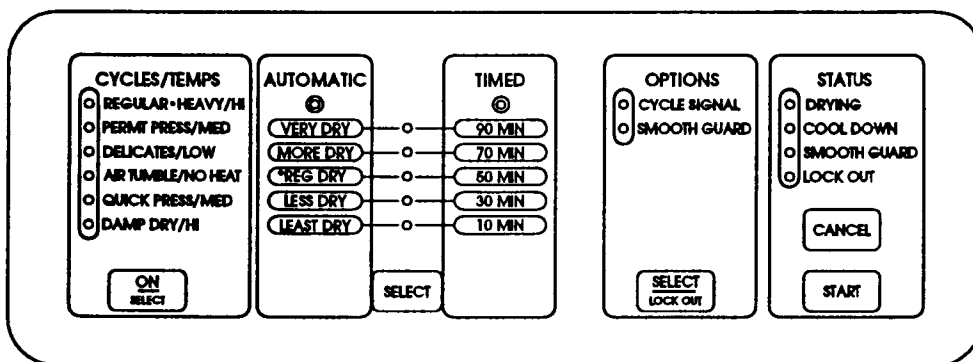 CYCLES/TEMPS
REGULAR•HEAVY/HI
PERMT PRESS/MED
DELICATES/LOW
AIR TUMBLE/NO HEAT
QUICK PRESS/MED
DAMP DRY/HI
ON
SELECT
AUTOMATIC
VERY DRY
MORE DRY
*REG DRY
LESS DRY
LEAST DRY
SELECT
TIMED
90 MIN
70 MIN
50 MIN
30 MIN
10 MIN
OPTIONS
CYCLE SIGNAL
SMOOTH GUARD
SELECT
LOCK OUT
STATUS
DRYING
COOL DOWN
SMOOTH GUARD
LOCK OUT
CANCEL
START